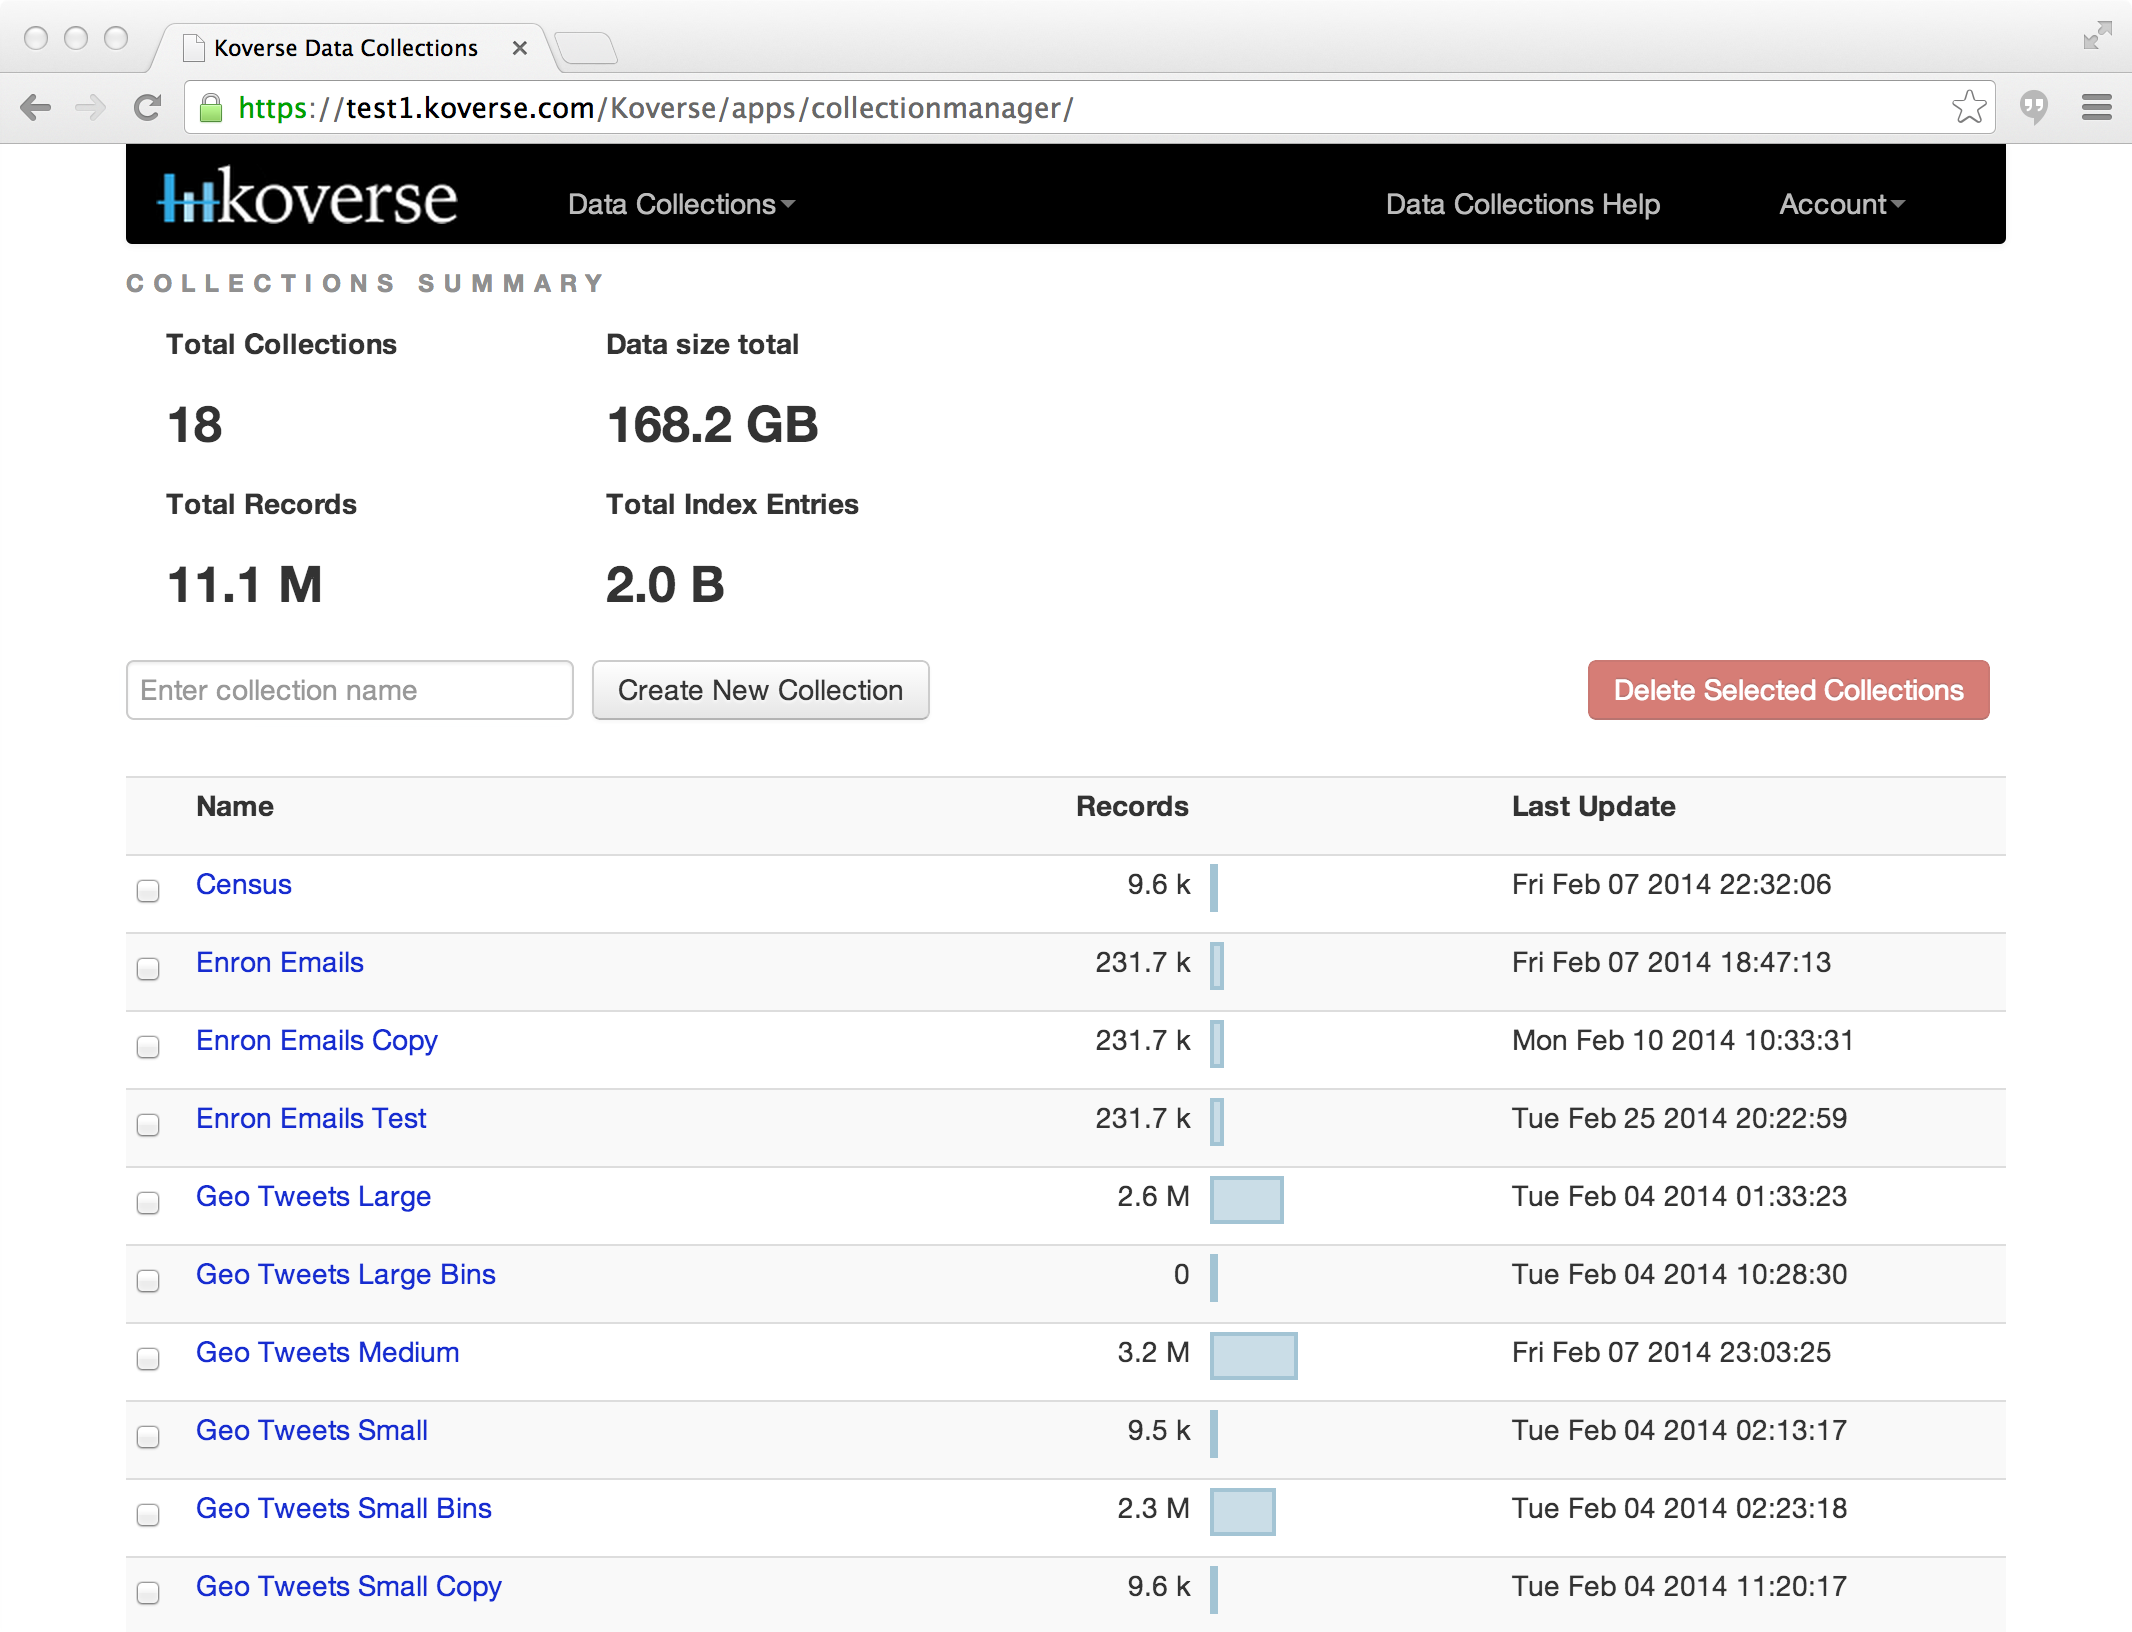 Koverse Data Collections
https://test1.koverse.com/Koverse/apps/collectionmanager/
koverse Data Collections Data Collections Help Account
COLLECTIONS SUMMARY
Total Collections Data size total
18 168.2 GB
Total Records Total Index Entries
11.1 M 2.0 B
Enter collection name Create New Collection Delete Selected Collections
Name Records Last Update
Census 9.6 k Fri Feb 07 2014 22:32:06
Enron Emails 231.7 k Fri Feb 07 2014 18:47:13
Enron Emails Copy 231.7 k Mon Feb 10 2014 10:33:31
Enron Emails Test 231.7 k Tue Feb 25 2014 20:22:59
Geo Tweets Large 2.6 M Tue Feb 04 2014 01:33:23
Geo Tweets Large Bins 0 Tue Feb 04 2014 10:28:30
Geo Tweets Medium 3.2 M Fri Feb 07 2014 23:03:25
Geo Tweets Small 9.5 k Tue Feb 04 2014 02:13:17
Geo Tweets Small Bins 2.3 M Tue Feb 04 2014 02:23:18
Geo Tweets Small Copy 9.6 k Tue Feb 04 2014 11:20:17